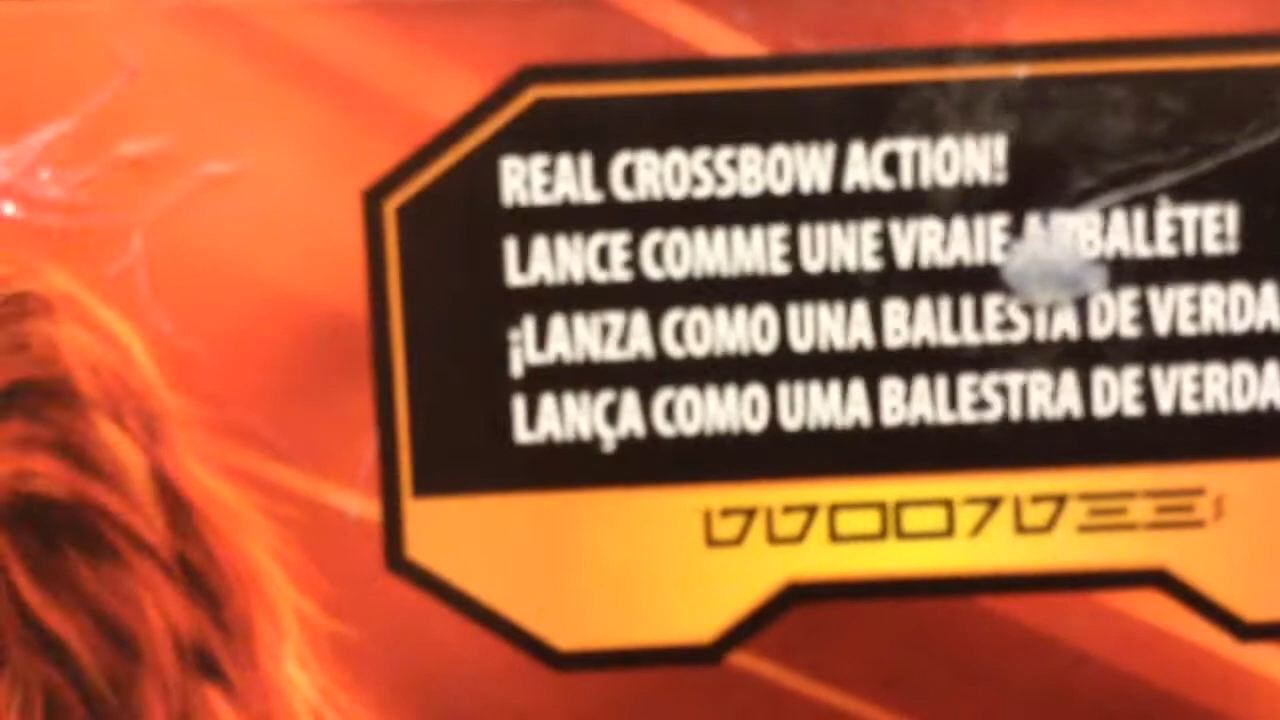 REAL CROSSBOW ACTION!
LANCE COMME UNE VRAIE ARBALÈTE!
¡LANZA COMO UNA BALLESTA DE VERDA
LANÇA COMO UMA BALESTRA DE VERDA